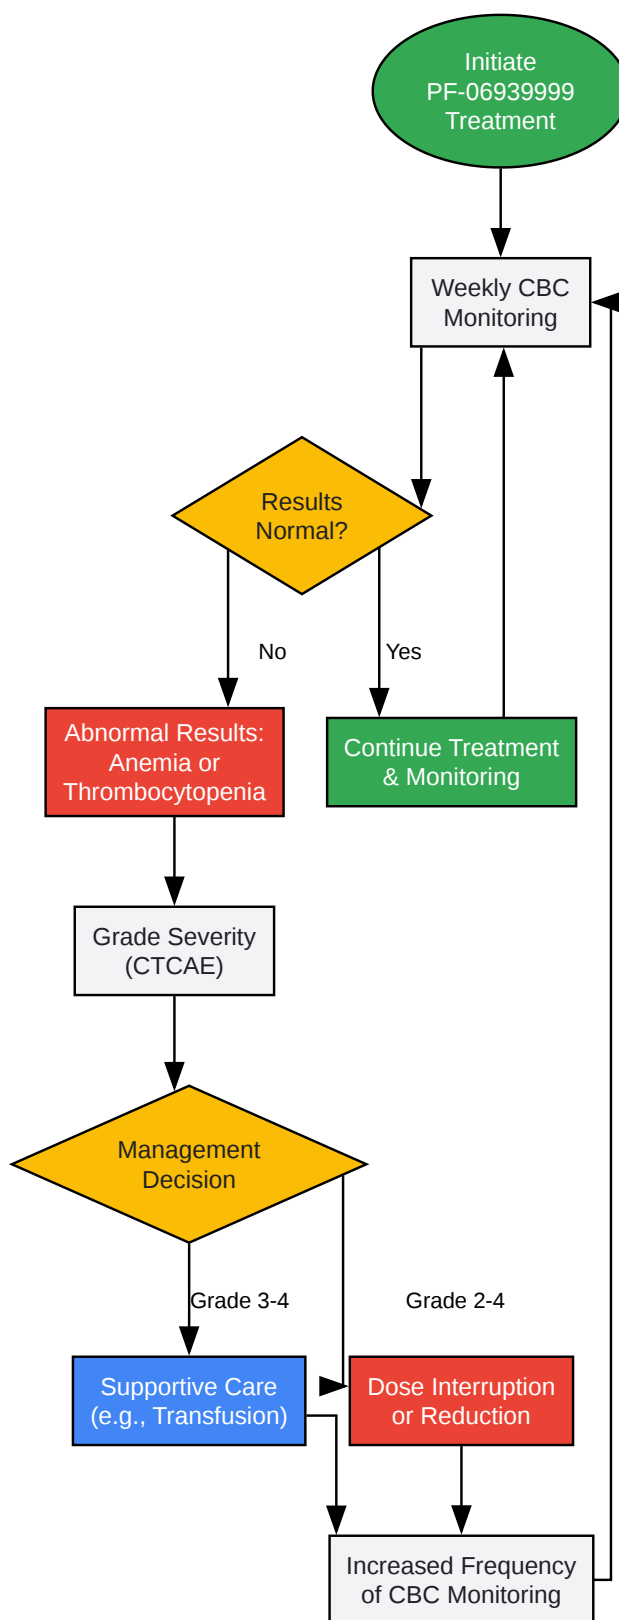 Initiate
PF-06939999
Treatment
Weekly CBC
Monitoring
Results
Normal?
No
Yes
Abnormal Results:
Anemia or
Thrombocytopenia
Continue Treatment
& Monitoring
Grade Severity
(CTCAE)
Management
Decision
Grade 3-4
Grade 2-4
Supportive Care
(e.g., Transfusion)
Dose Interruption
or Reduction
Increased Frequency
of CBC Monitoring